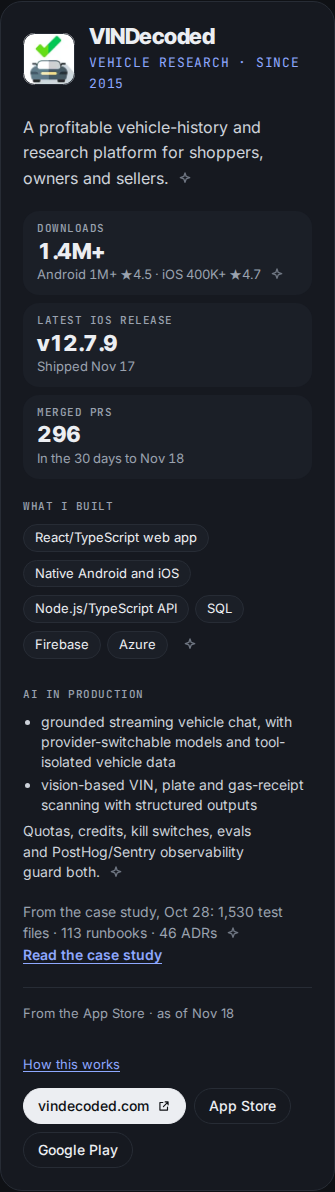 VINDecoded
VEHICLE RESEARCH · SINCE
2015
A profitable vehicle-history and
research platform for shoppers,
owners and sellers.
DOWNLOADS
1.4M+
Android 1M+ ★4.5 · iOS 400K+ ★4.7
LATEST IOS RELEASE
v12.7.9
Shipped Nov 17
MERGED PRS
296
In the 30 days to Nov 18
WHAT I BUILT
React/TypeScript web app
Native Android and iOS
Node.js/TypeScript API SQL
Firebase Azure
AI IN PRODUCTION
• grounded streaming vehicle chat, with
provider-switchable models and tool-
isolated vehicle data
• vision-based VIN, plate and gas-receipt
scanning with structured outputs
Quotas, credits, kill switches, evals
and PostHog/Sentry observability
guard both.
From the case study, Oct 28: 1,530 test
files · 113 runbooks · 46 ADRs
Read the case study
From the App Store · as of Nov 18
How this works
vindecoded.com App Store
Google Play